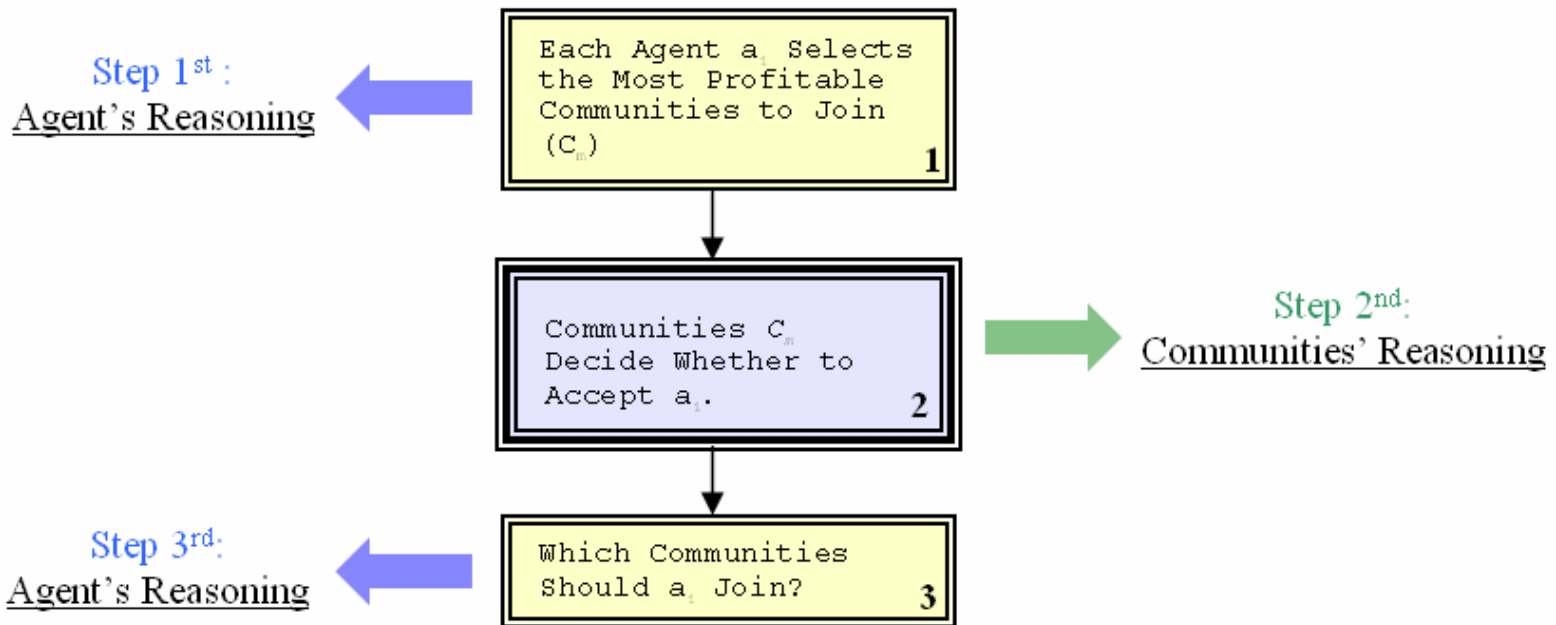 Step 1st :
Agent's Reasoning
Each Agent ai Selects
the Most Profitable
Communities to Join
(Cm)
1
Communities Cm
Decide Whether to
Accept ai.
2
Step 2nd:
Communities' Reasoning
Step 3rd:
Agent's Reasoning
Which Communities
Should ai Join?
3